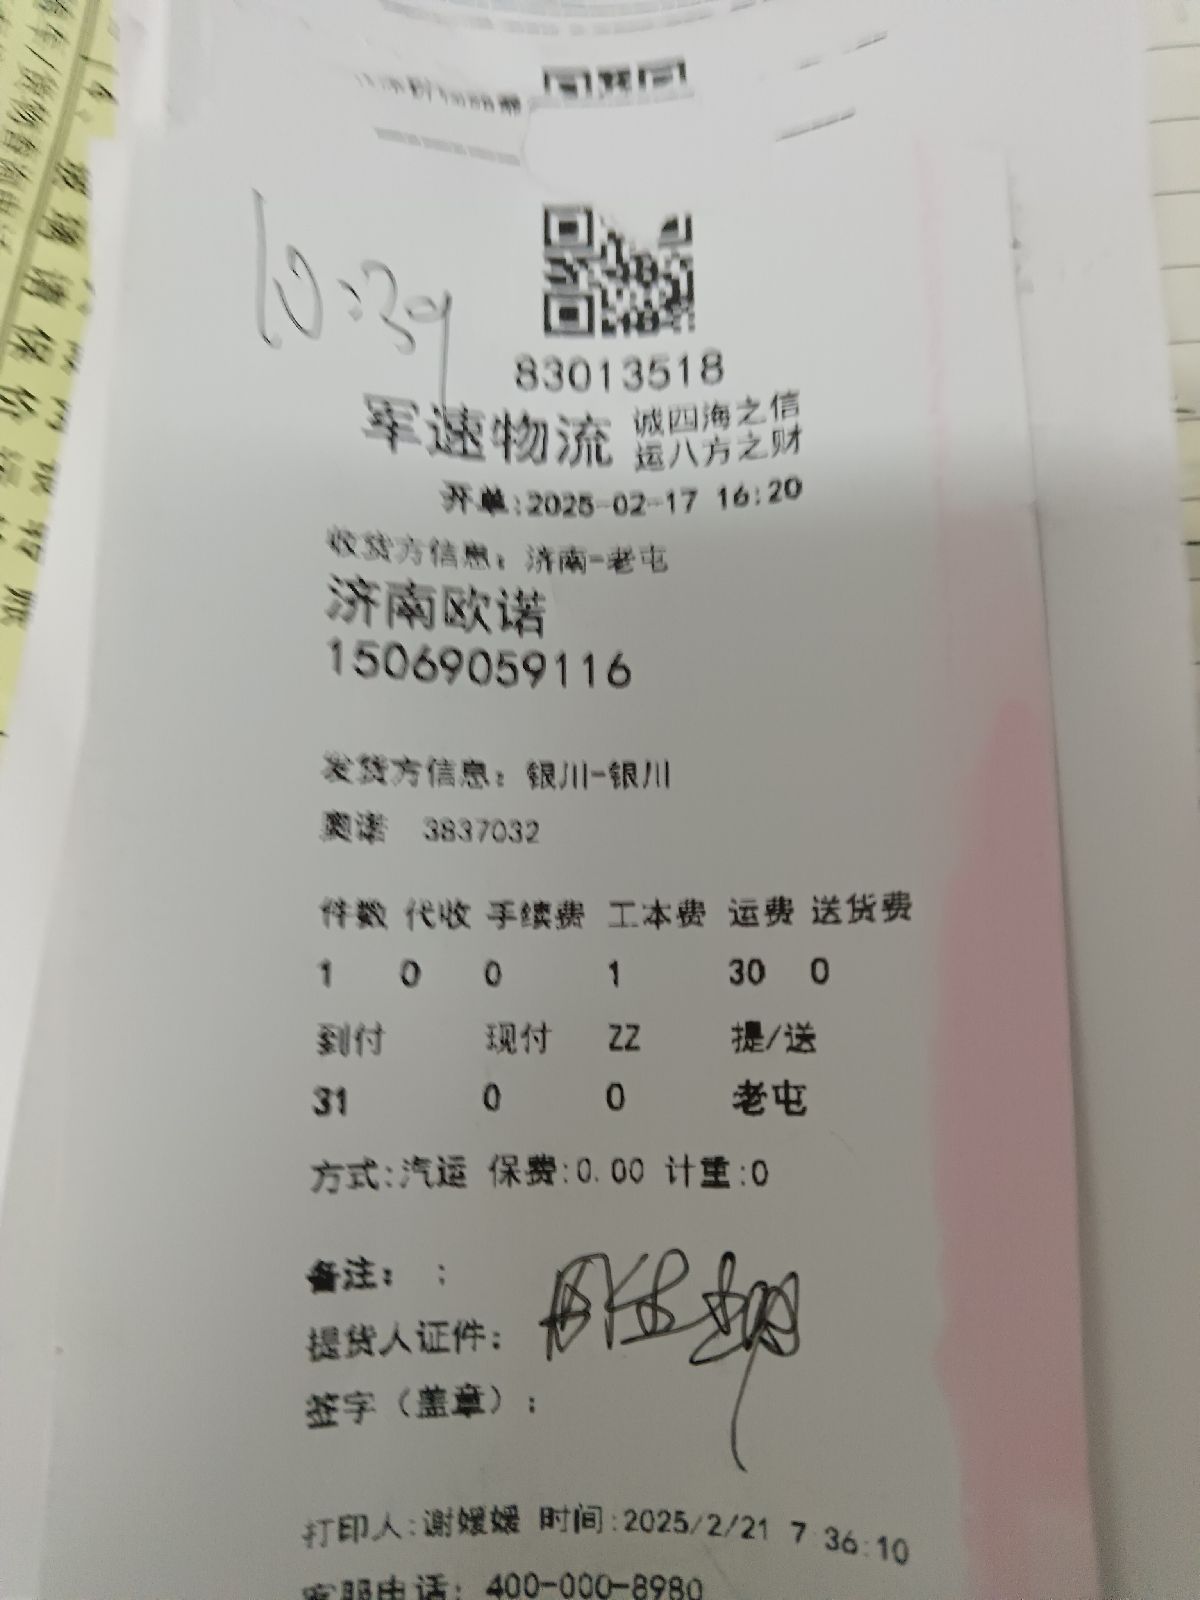 10:39
83013518
军速物流 诚四海之信
运八方之财
开单:2025-02-17 16:20
收货方信息: 济南-老屯
济南欧诺
15069059116
发货方信息: 银川-银川
奥诺 3837032
件数 代收 手续费 工本费 运费 送货费
1 0 0 1 30 0
到付 现付 ZZ 提/送
31 0 0 老屯
方式:汽运 保费:0.00 计重:0
备注: :
提货人证件:
签字(盖章):
打印人:谢媛媛 时间:2025/2/21 7:36:10
客服电话: 400-000-8980